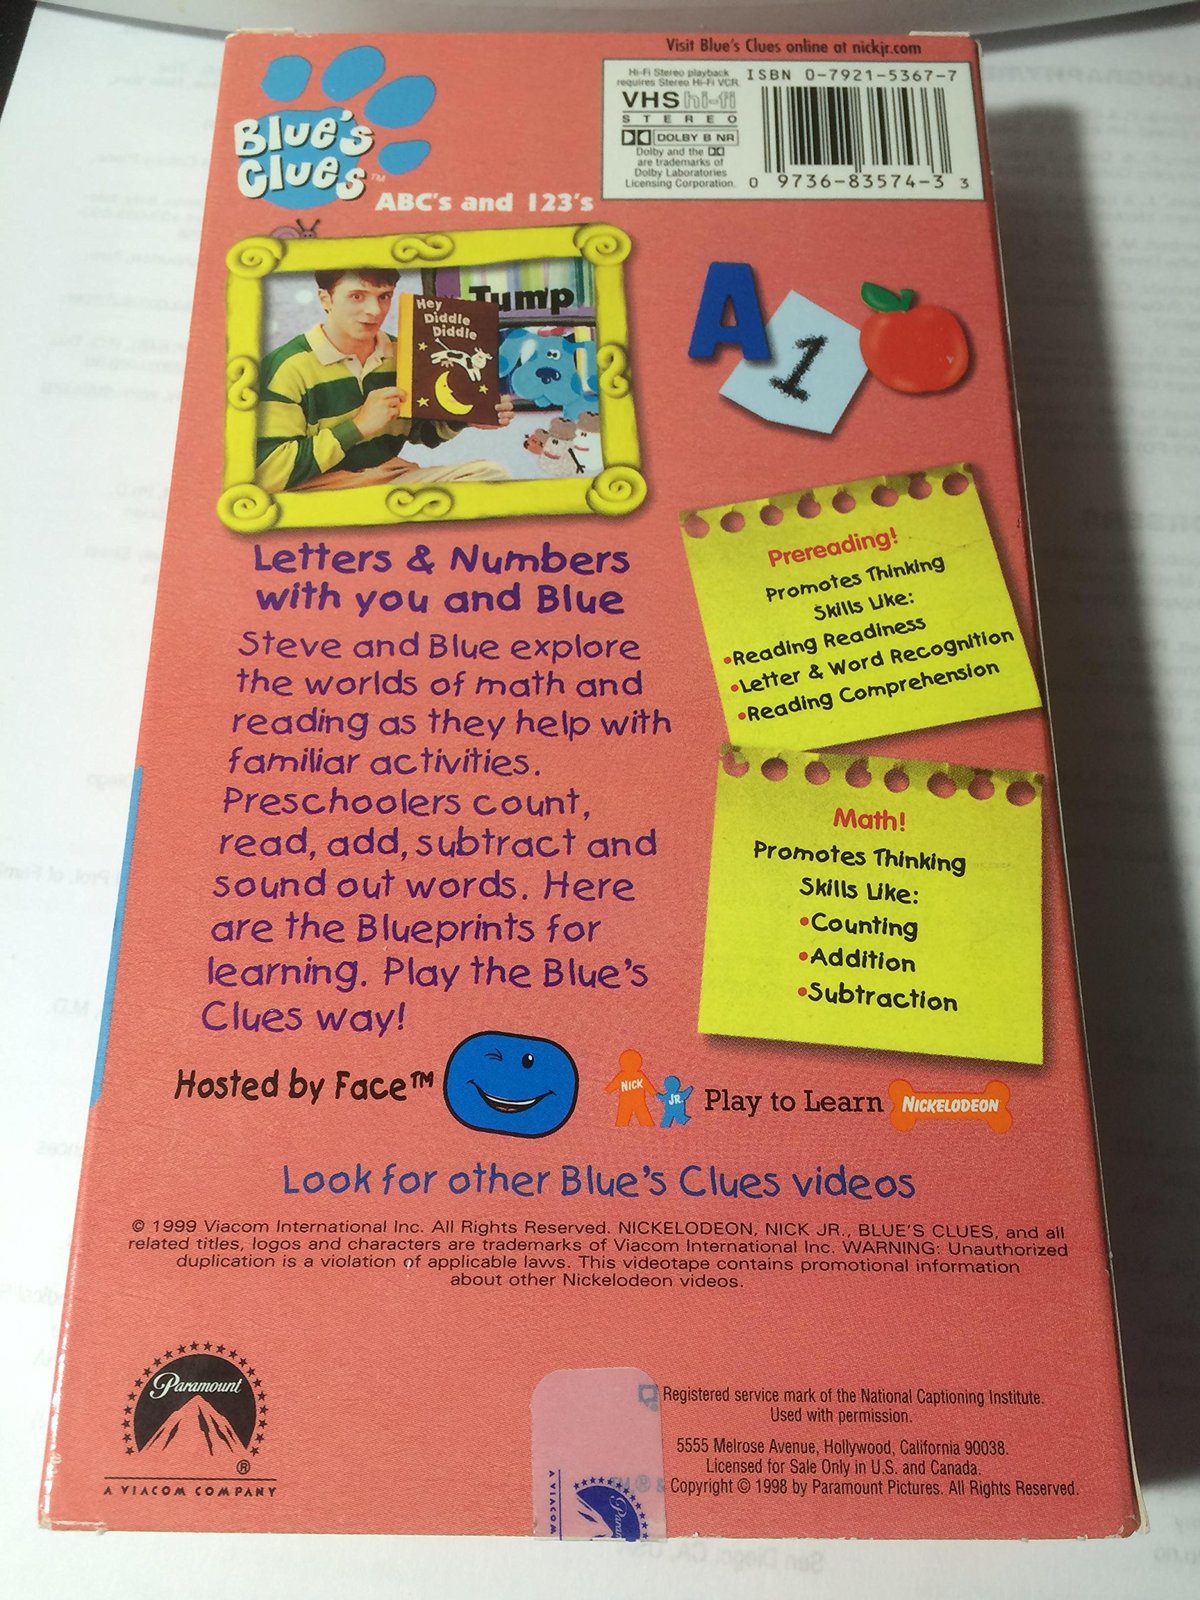 Visit Blue's Clues online at nickjr.com
Blue's
Clues™
ABC's and 123's
Hi-Fi Stereo playback
requires Stereo Hi-Fi VCR.
VHS hi-fi
STEREO
DOLBY B NR
Dolby and the
are trademarks of
Dolby Laboratories
Licensing Corporation.
ISBN 0-7921-5367-7
0 9736-83574-3 3
Tump
Hey
Diddle
Diddle
A
1
Letters & Numbers
with you and Blue
Steve and Blue explore
the worlds of math and
reading as they help with
familiar activities.
Preschoolers count,
read, add, subtract and
sound out words. Here
are the Blueprints for
learning. Play the Blue's
Clues way!
Prereading!
Promotes Thinking
Skills Like:
•Reading Readiness
•Letter & Word Recognition
•Reading Comprehension
Math!
Promotes Thinking
Skills Like:
•Counting
•Addition
•Subtraction
Hosted by Face™
NICK JR. Play to Learn NICKELODEON
Look for other Blue's Clues videos
© 1999 Viacom International Inc. All Rights Reserved. NICKELODEON, NICK JR., BLUE'S CLUES, and all
related titles, logos and characters are trademarks of Viacom International Inc. WARNING: Unauthorized
duplication is a violation of applicable laws. This videotape contains promotional information
about other Nickelodeon videos.
Paramount
®
A VIACOM COMPANY
Registered service mark of the National Captioning Institute.
Used with permission.
5555 Melrose Avenue, Hollywood, California 90038.
Licensed for Sale Only in U.S. and Canada.
& Copyright © 1998 by Paramount Pictures. All Rights Reserved.
A VIACOM